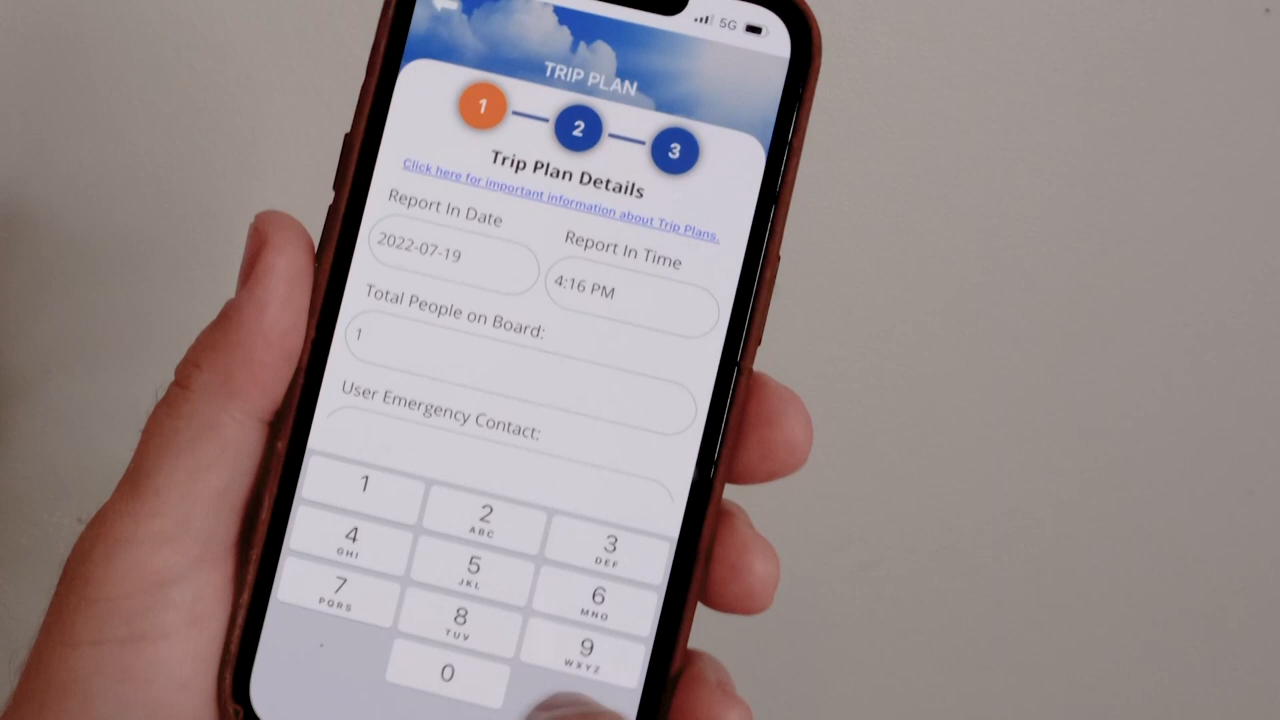 5G
TRIP PLAN
1 2 3
Trip Plan Details
Click here for important information about Trip Plans.
Report In Date Report In Time
2022-07-19 4:16 PM
Total People on Board:
1
User Emergency Contact:
1 2 3
ABC DEF
4 5 6
GHI JKL MNO
7 8 9
PQRS TUV WXYZ
0